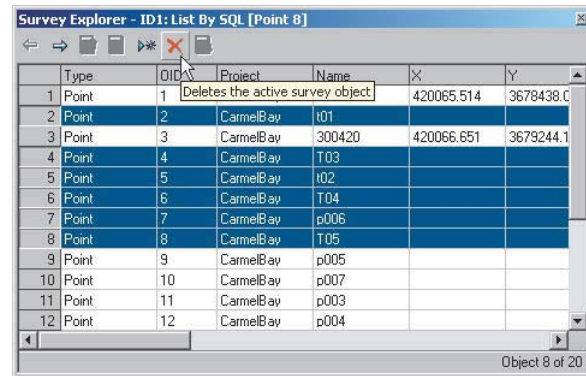 Survey Explorer - ID1: List By SQL [Point 8]
Type OID Project Name X Y
1 Point 1 420065.514 3678438.0
Deletes the active survey object
2 Point 2 CarmelBay t01
3 Point 3 CarmelBay 300420 420066.651 3679244.1
4 Point 4 CarmelBay T03
5 Point 5 CarmelBay t02
6 Point 6 CarmelBay T04
7 Point 7 CarmelBay p006
8 Point 8 CarmelBay T05
9 Point 9 CarmelBay p005
10 Point 10 CarmelBay p007
11 Point 11 CarmelBay p003
12 Point 12 CarmelBay p004
Object 8 of 20